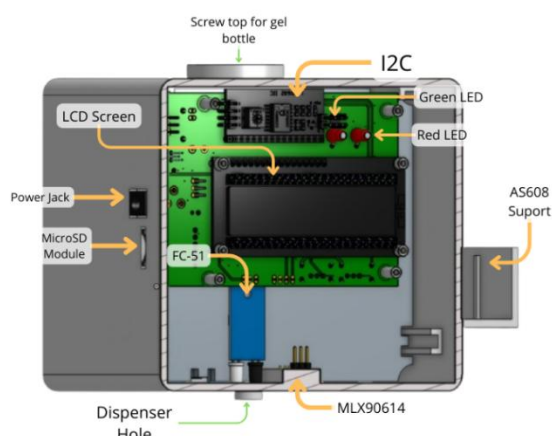 Screw top for gel
bottle
I2C
Green LED
LCD Screen
Red LED
Power Jack
AS608
Suport
MicroSD
Module
FC-51
MLX90614
Dispenser
Hole